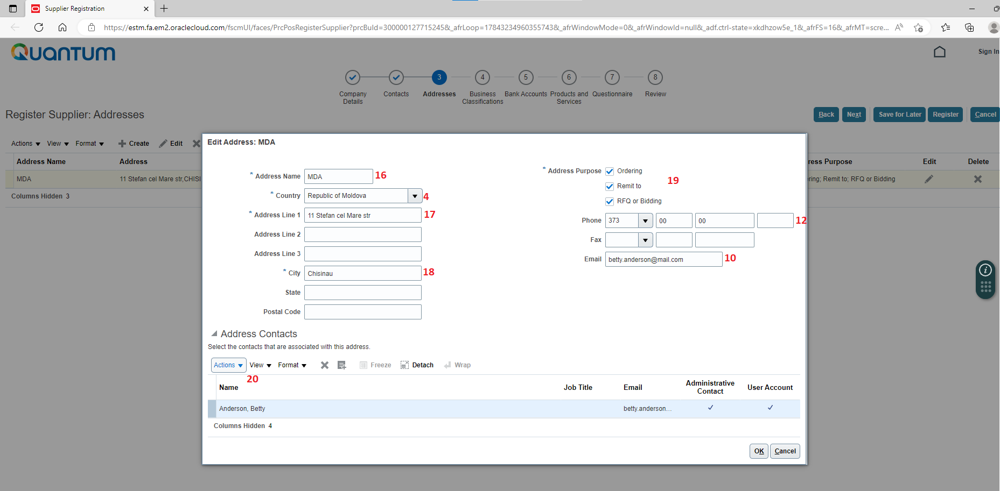 Supplier Registration
https://estm.fa.em2.oraclecloud.com/fscmUI/faces/PrcPosRegisterSupplier?prcBuId=300000127715245&_afrLoop=17843234960355743&_afrWindowMode=0&_afrWindowId=null&_adf.ctrl-state=xkdhzow5e_1&_afrFS=16&_afrMT=scre...
QUANTUM
Sign In
3 4 5 6 7 8
Company Details
Contacts
Addresses
Business Classifications
Bank Accounts
Products and Services
Questionnaire
Review
Register Supplier: Addresses
Back Next Save for Later Register Cancel
Actions View Format Create Edit
Address Name Address ress Purpose Edit Delete
MDA 11 Stefan cel Mare str,CHISI ring; Remit to; RFQ or Bidding
Columns Hidden 3
Edit Address: MDA
* Address Name MDA 16
* Country Republic of Moldova 4
* Address Line 1 11 Stefan cel Mare str 17
Address Line 2
Address Line 3
* City Chisinau 18
State
Postal Code
* Address Purpose Ordering
Remit to
RFQ or Bidding
19
Phone 373 00 00 12
Fax
Email betty.anderson@mail.com 10
Address Contacts
Select the contacts that are associated with this address.
Actions View Format Freeze Detach Wrap
20
Name Job Title Email Administrative Contact User Account
Anderson, Betty betty.anderson...
Columns Hidden 4
OK Cancel